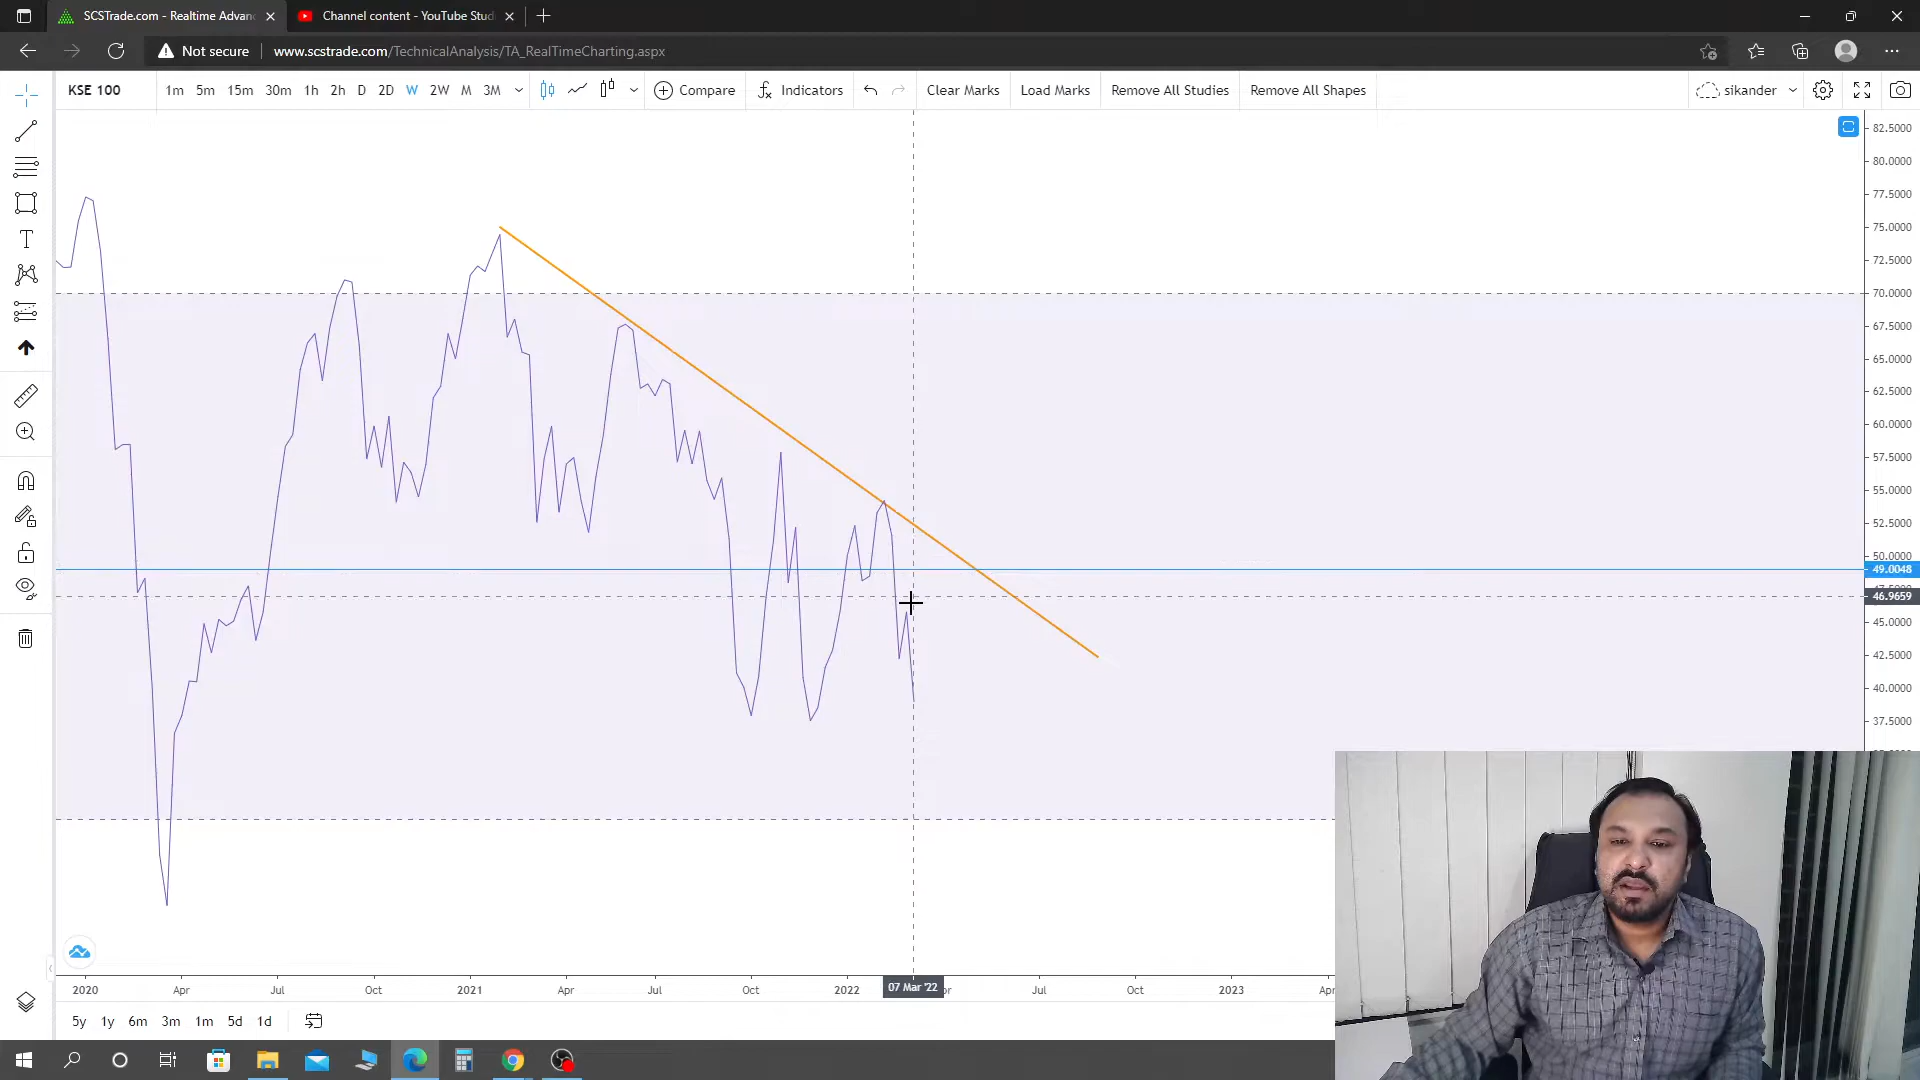 SCSTrade.com - Realtime Advan
Channel content - YouTube Stud
Not secure
www.scstrade.com/TechnicalAnalysis/TA_RealTimeCharting.aspx
KSE 100 1m 5m 15m 30m 1h 2h D 2D W 2W M 3M Compare Indicators Clear Marks Load Marks Remove All Studies Remove All Shapes sikander
T
82.5000
80.0000
77.5000
75.0000
72.5000
70.0000
67.5000
65.0000
62.5000
60.0000
57.5000
55.0000
52.5000
50.0000
49.0048
46.9659
45.0000
42.5000
40.0000
37.5000
2020 Apr Jul Oct 2021 Apr Jul Oct 2022 07 Mar '22 Jul Oct 2023
5y 1y 6m 3m 1m 5d 1d